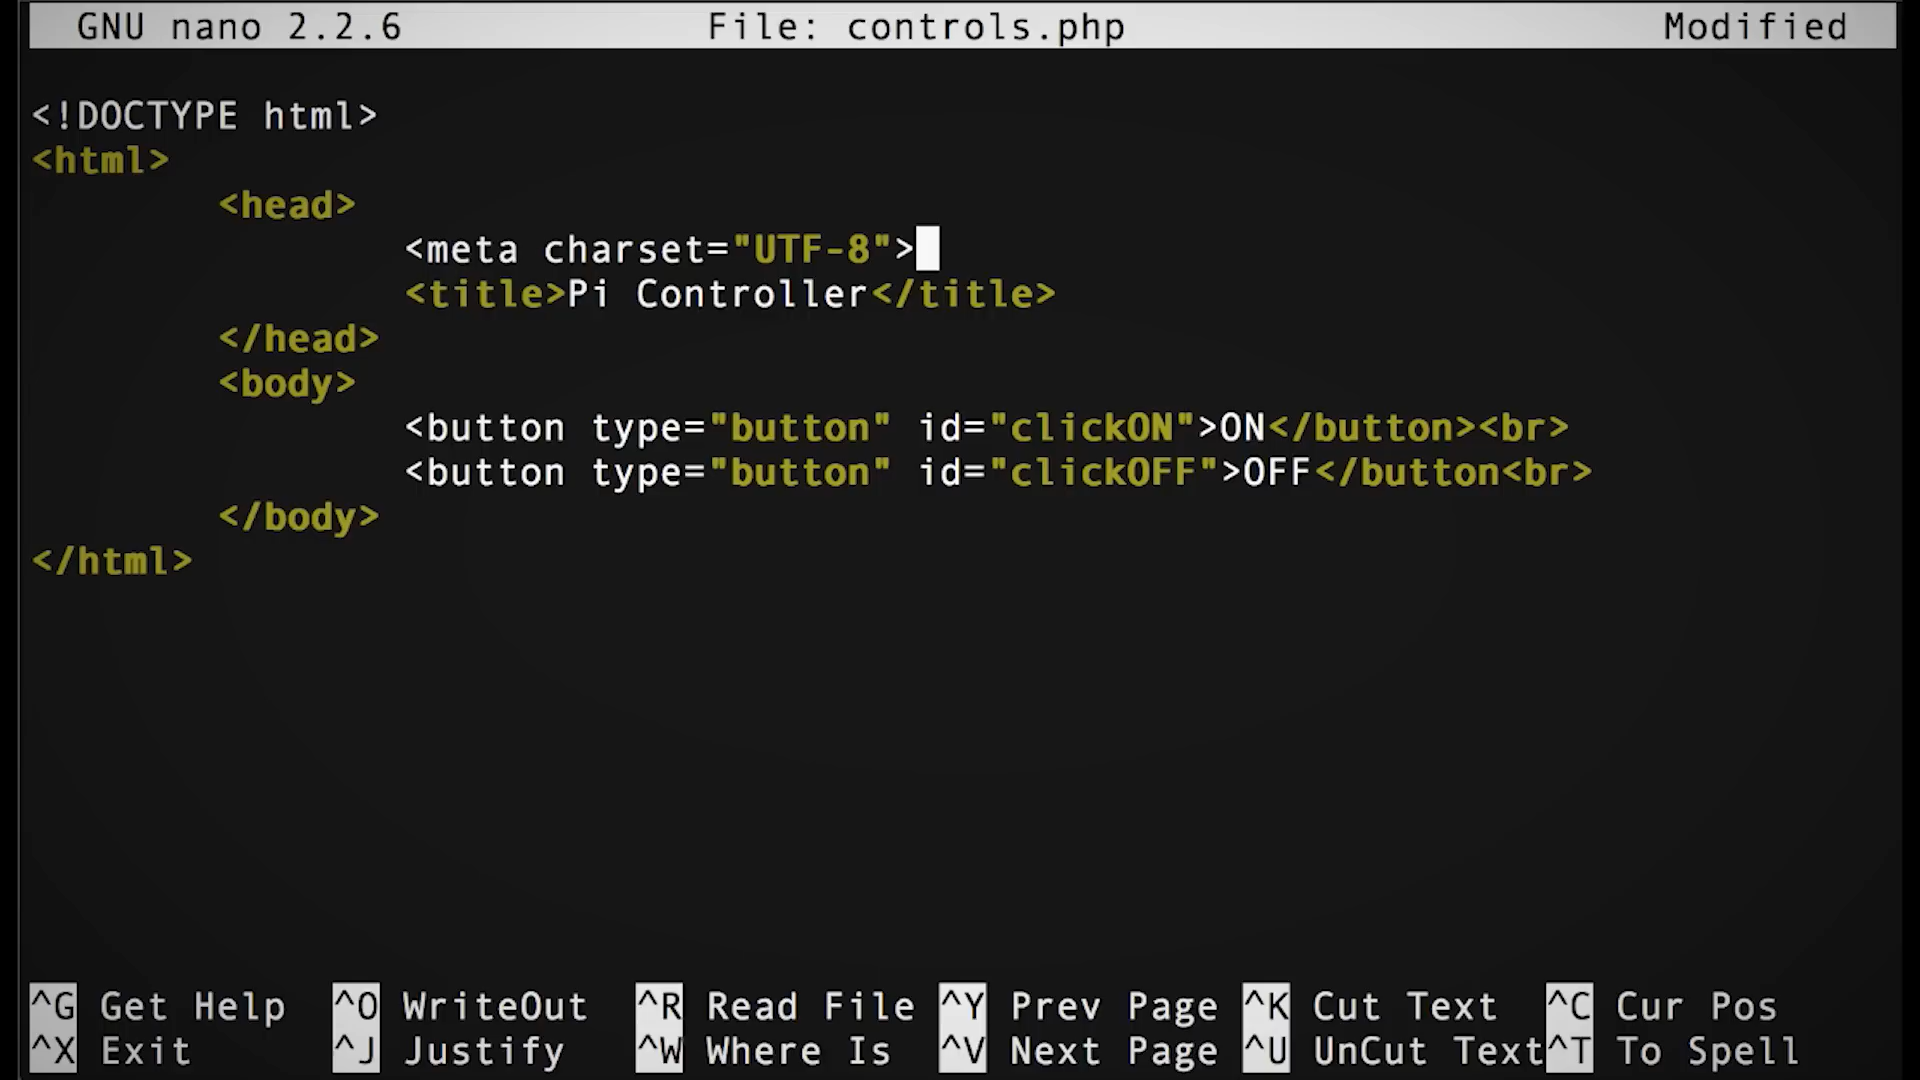 GNU nano 2.2.6 File: controls.php Modified
<!DOCTYPE html>
<html>
<head>
<meta charset="UTF-8">
<title>Pi Controller</title>
</head>
<body>
<button type="button" id="clickON">ON</button><br>
<button type="button" id="clickOFF">OFF</button<br>
</body>
</html>
^G Get Help ^O WriteOut ^R Read File ^Y Prev Page ^K Cut Text ^C Cur Pos
^X Exit ^J Justify ^W Where Is ^V Next Page ^U UnCut Text ^T To Spell